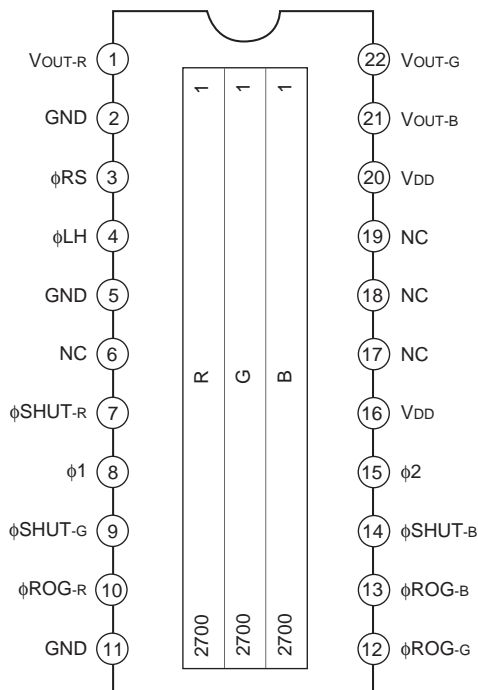 VOUT-R 1
GND 2
φRS 3
φLH 4
GND 5
NC 6
φSHUT-R 7
φ1 8
φSHUT-G 9
φROG-R 10
GND 11
1 1 1
R G B
2700 2700 2700
22 VOUT-G
21 VOUT-B
20 VDD
19 NC
18 NC
17 NC
16 VDD
15 φ2
14 φSHUT-B
13 φROG-B
12 φROG-G